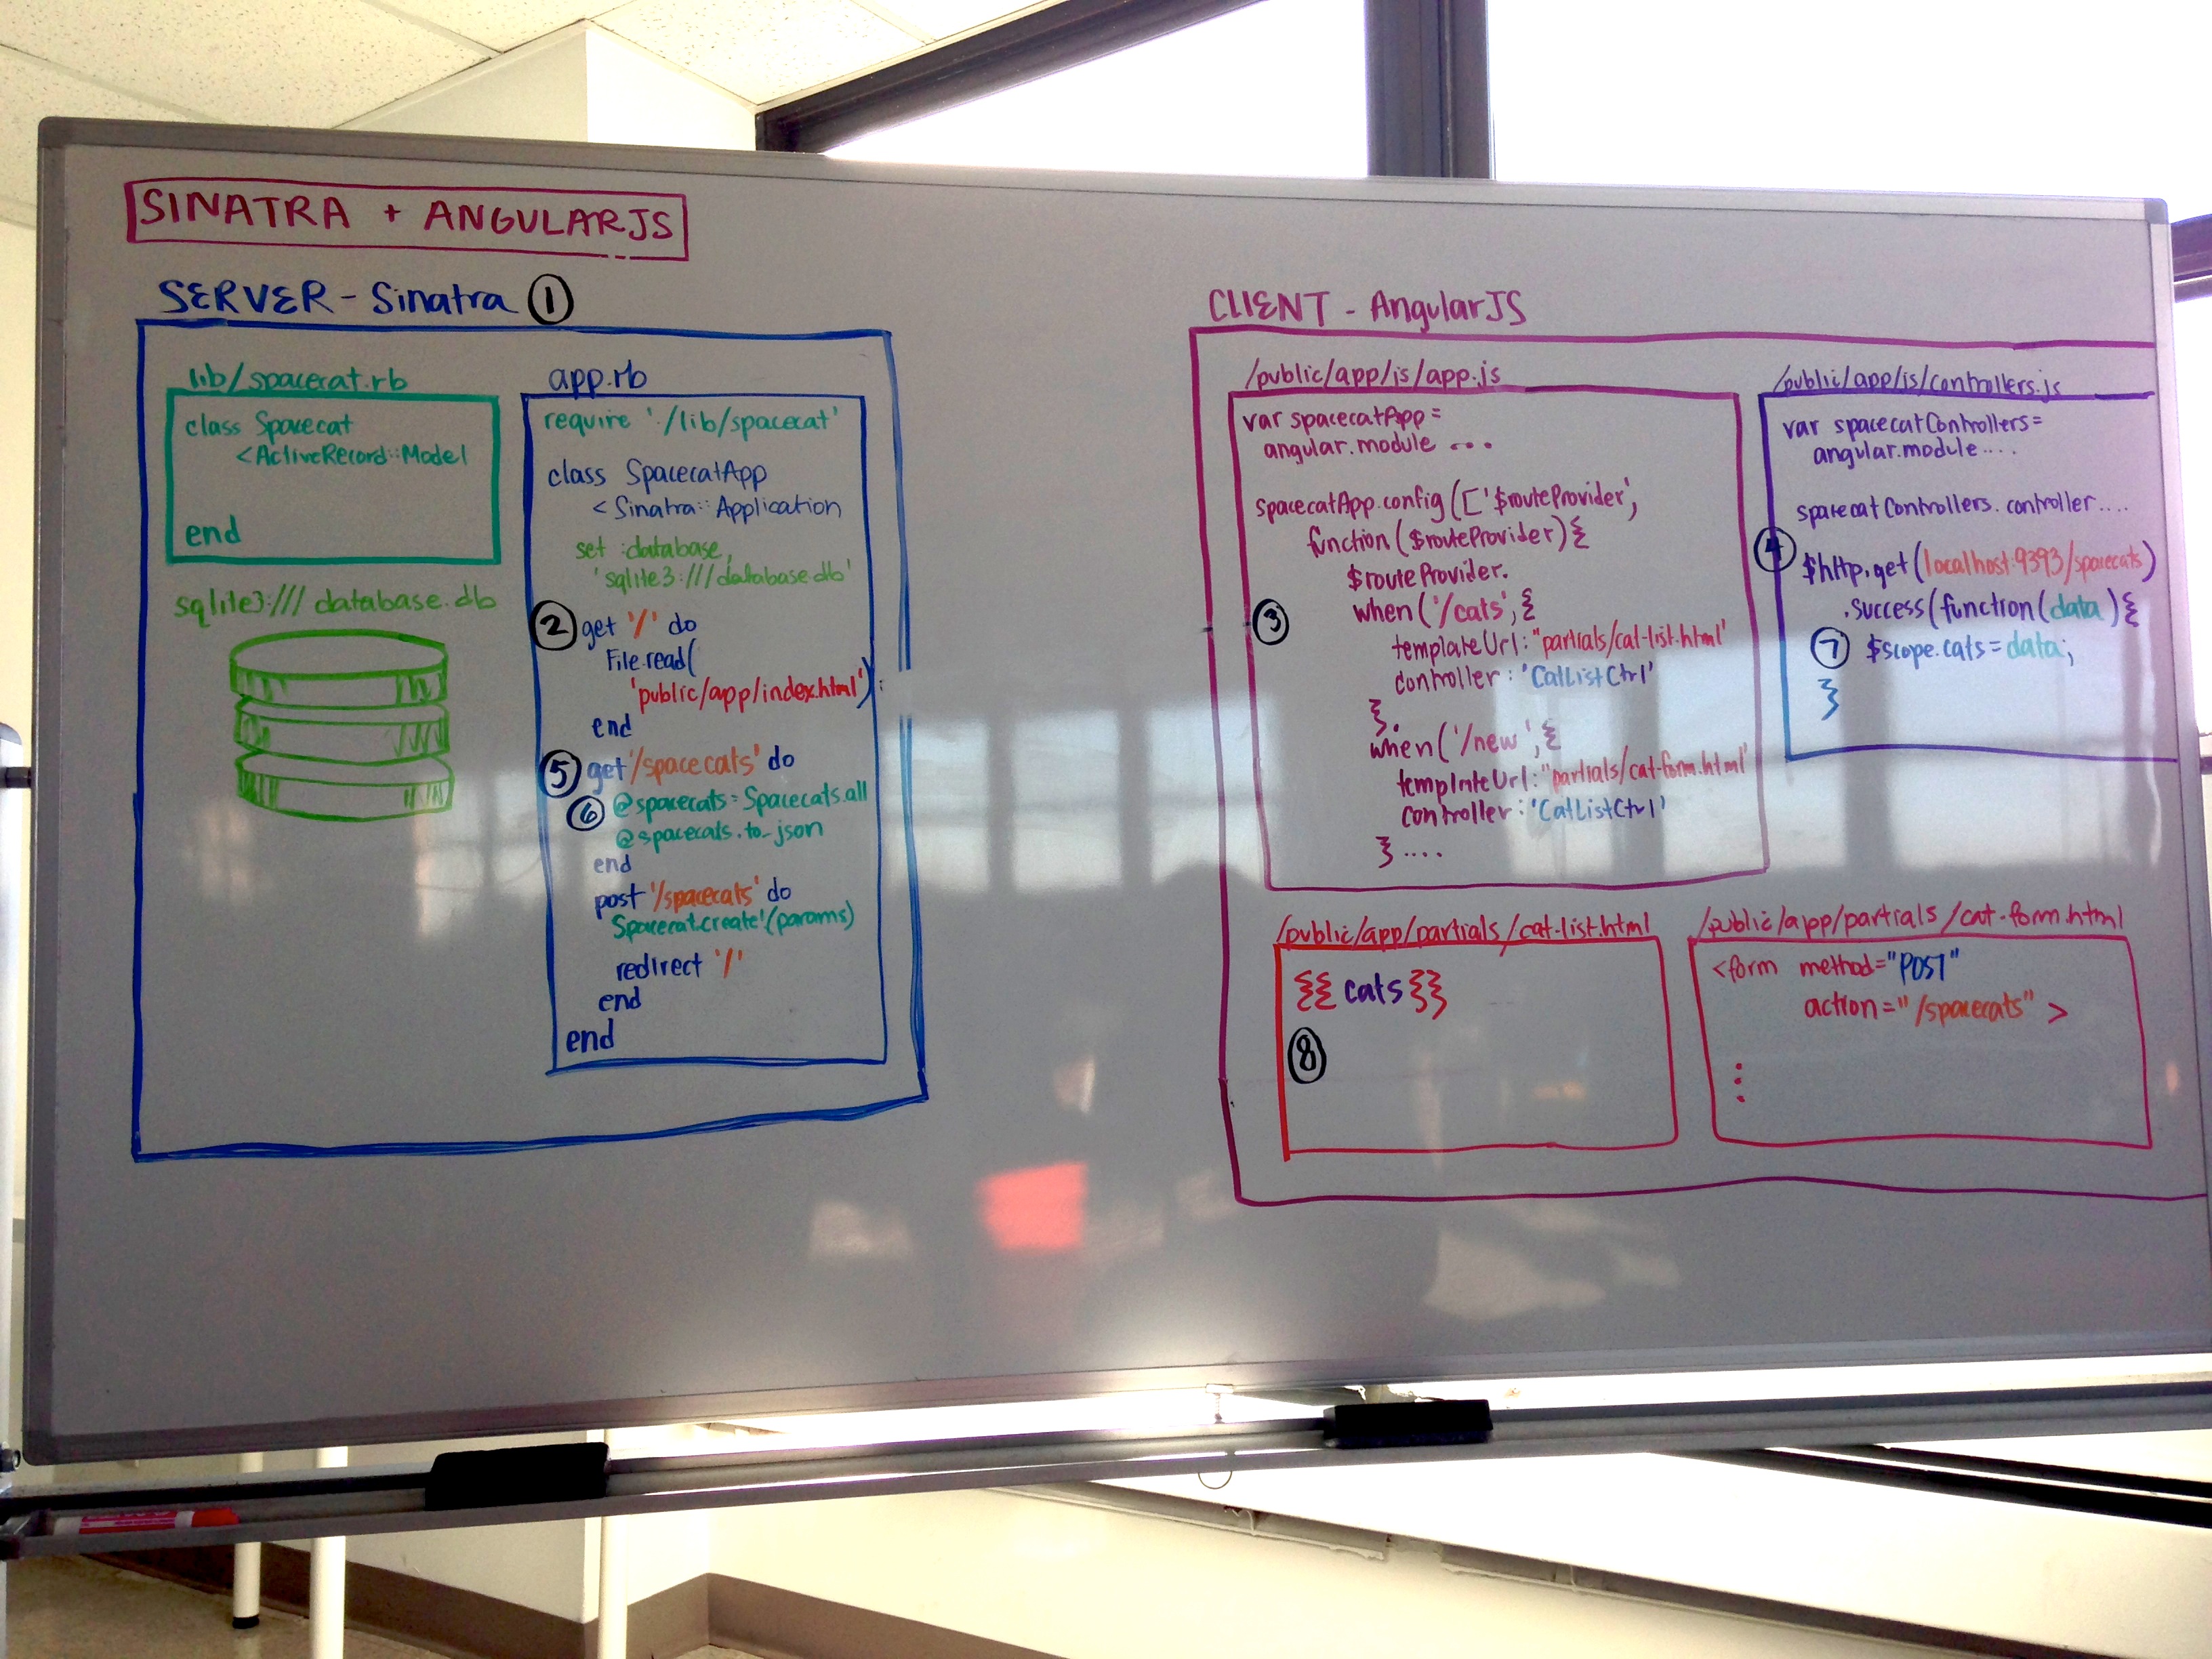 SINATRA + ANGULARJS
SERVER - Sinatra ①
lib/spacecat.rb
class Spacecat
<ActiveRecord::Model
end
sqlite3:/// database.db
app.rb
require './lib/spacecat'
class SpacecatApp
< Sinatra::Application
set :database,
'sqlite3:///database.db'
② get '/' do
File.read(
'public/app/index.html')
end
⑤ get '/spacecats' do
⑥ @spacecats = Spacecats.all
@spacecats.to_json
end
post '/spacecats' do
Spacecat.create!(params)
redirect '/'
end
end
CLIENT - AngularJS
/public/app/js/app.js
var spacecatApp =
angular.module ...
spacecatApp.config(['$routeProvider',
function($routeProvider){
$routeProvider.
③ when('/cats',{
templateUrl: "partials/cat-list.html'
controller: 'CatListCtrl'
}.
when('/new',{
templateUrl: "partials/cat-form.html'
controller: 'CatListCtrl'
} ....
/public/app/js/controllers.js
var spacecatControllers =
angular.module ....
spacecatControllers.controller ....
④ $http.get(localhost:9393/spacecats)
.success(function(data){
⑦ $scope.cats = data;
}
/public/app/partials/cat-list.html
{{cats}}
⑧
/public/app/partials/cat-form.html
<form method="POST"
action="/spacecats" >
⋮